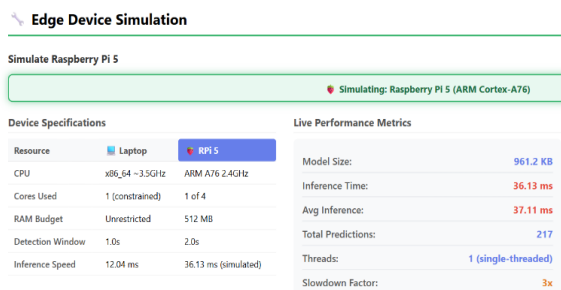 🔧 Edge Device Simulation
Simulate Raspberry Pi 5
🍓 Simulating: Raspberry Pi 5 (ARM Cortex-A76)
Device Specifications
Resource 💻 Laptop 🍓 RPi 5
CPU x86_64 ~3.5GHz ARM A76 2.4GHz
Cores Used 1 (constrained) 1 of 4
RAM Budget Unrestricted 512 MB
Detection Window 1.0s 2.0s
Inference Speed 12.04 ms 36.13 ms (simulated)
Live Performance Metrics
Model Size: 961.2 KB
Inference Time: 36.13 ms
Avg Inference: 37.11 ms
Total Predictions: 217
Threads: 1 (single-threaded)
Slowdown Factor: 3x